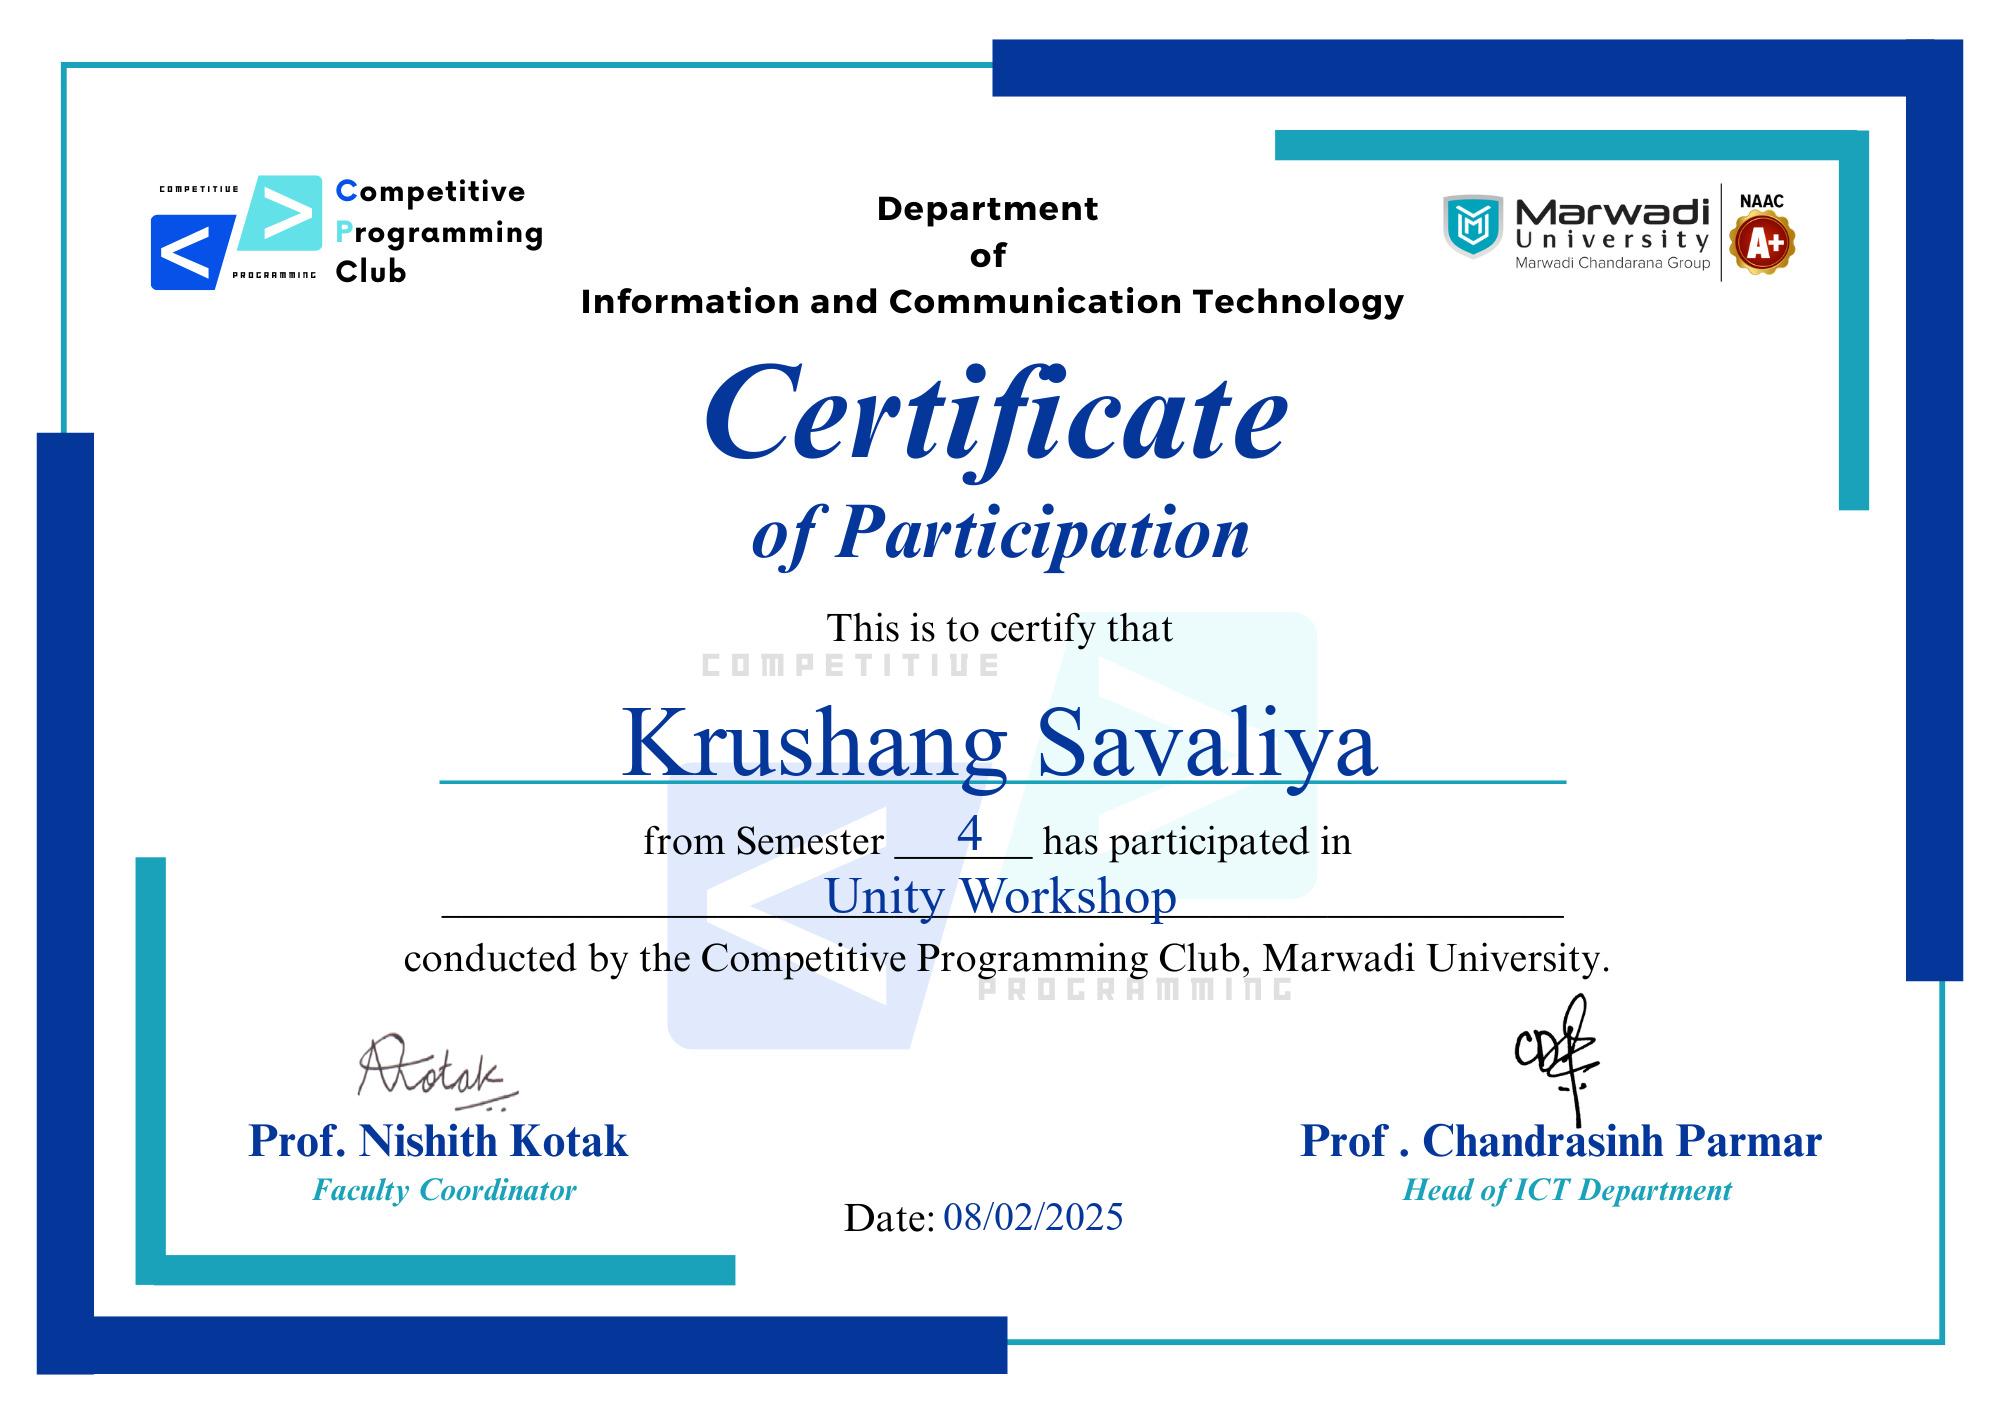 COMPETITIVE
PROGRAMMING
Competitive
Programming
Club
Department
of
Information and Communication Technology
Marwadi
University
Marwadi Chandarana Group
NAAC
A+
Certificate
of Participation
This is to certify that
COMPETITIVE
Krushang Savaliya
from Semester 4 has participated in
Unity Workshop
conducted by the Competitive Programming Club, Marwadi University.
PROGRAMMING
Kotak
Prof. Nishith Kotak
Faculty Coordinator
Prof . Chandrasinh Parmar
Head of ICT Department
Date: 08/02/2025